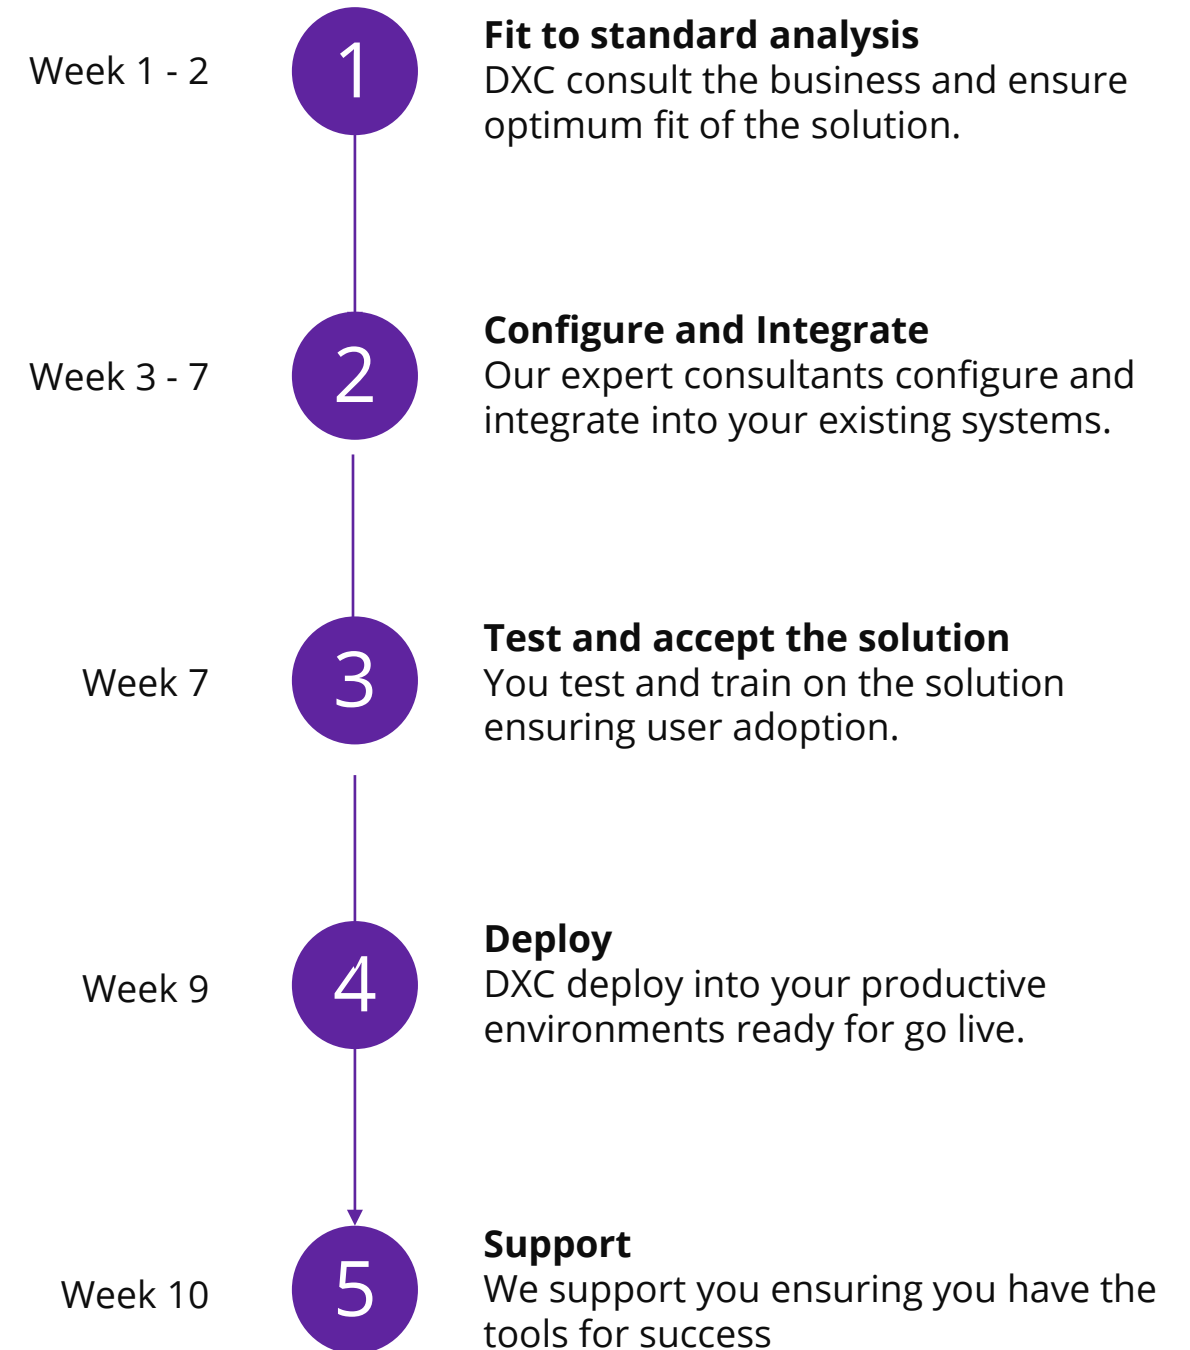 Week 1 - 2
1
Fit to standard analysis
DXC consult the business and ensure
optimum fit of the solution.
Week 3 - 7
2
Configure and Integrate
Our expert consultants configure and
integrate into your existing systems.
Week 7
3
Test and accept the solution
You test and train on the solution
ensuring user adoption.
Week 9
4
Deploy
DXC deploy into your productive
environments ready for go live.
Week 10
5
Support
We support you ensuring you have the
tools for success